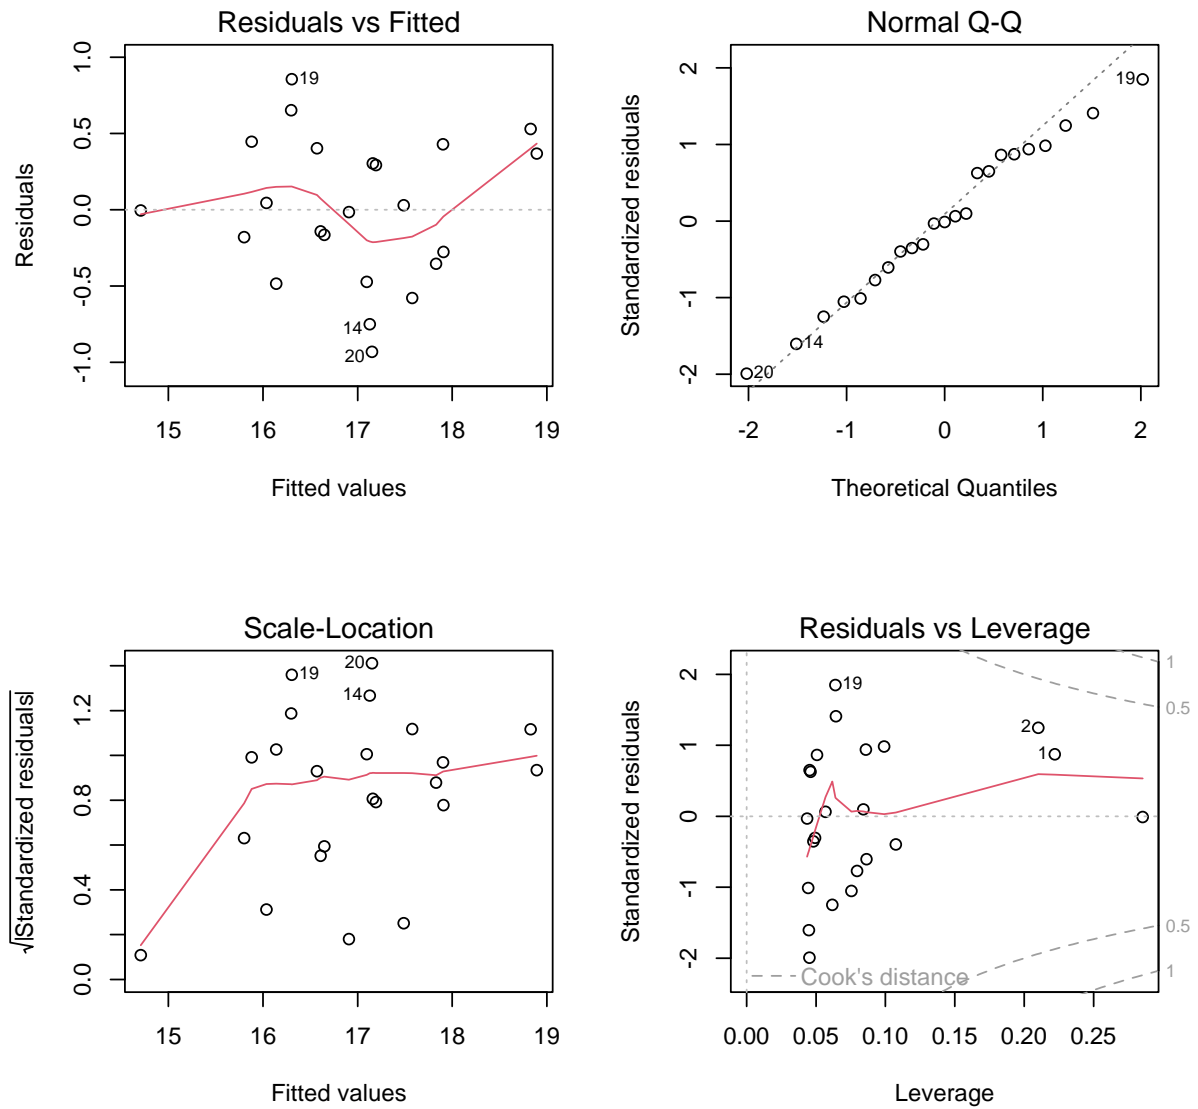 Residuals vs Fitted
1.0
0.5
0.0
-0.5
-1.0
Residuals
19
14
20
15 16 17 18 19
Fitted values
Normal Q-Q
2
1
0
-1
-2
Standardized residuals
19
14
20
-2 -1 0 1 2
Theoretical Quantiles
Scale-Location
1.2
0.8
0.4
0.0
√|Standardized residuals|
20
19
14
15 16 17 18 19
Fitted values
Residuals vs Leverage
2
1
0
-1
-2
Standardized residuals
1
0.5
19
2
1
0.5
1
Cook's distance
0.00 0.05 0.10 0.15 0.20 0.25
Leverage